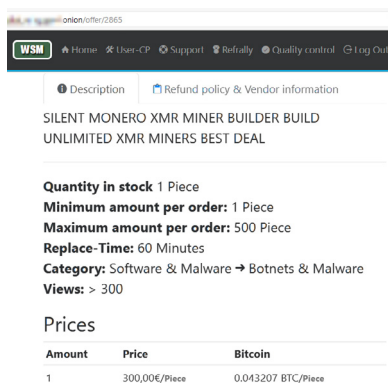 .onion/offer/2865
WSM Home User-CP Support Refrally Quality control Log Out
Description Refund policy & Vendor information
SILENT MONERO XMR MINER BUILDER BUILD
UNLIMITED XMR MINERS BEST DEAL
Quantity in stock 1 Piece
Minimum amount per order: 1 Piece
Maximum amount per order: 500 Piece
Replace-Time: 60 Minutes
Category: Software & Malware ➔ Botnets & Malware
Views: > 300
Prices
Amount Price Bitcoin
1 300,00€/Piece 0.043207 BTC/Piece